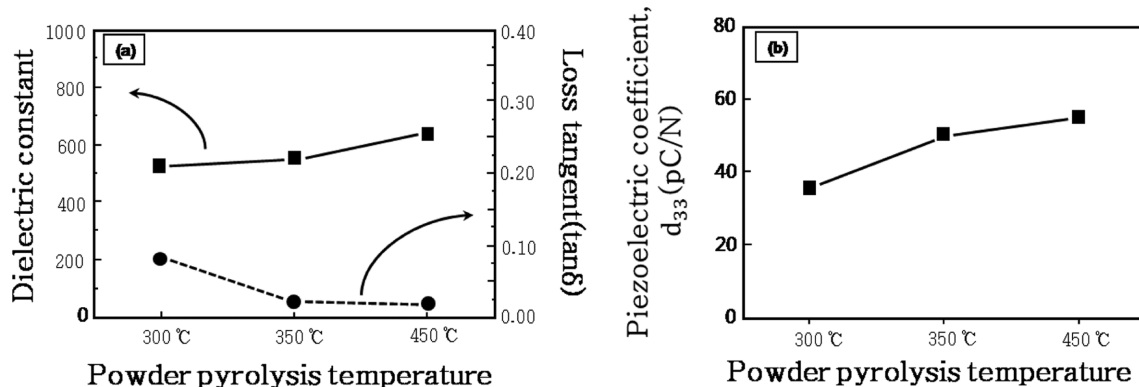 (a)
Dielectric constant
1000
800
600
400
200
0
0.40
0.30
0.20
0.10
0.00
Loss tangent(tanδ)
300 ℃ 350 ℃ 450 ℃
Powder pyrolysis temperature
(b)
Piezoelectric coefficient,
d33 (pC/N)
80
60
40
20
0
300 ℃ 350 ℃ 450 ℃
Powder pyrolysis temperature